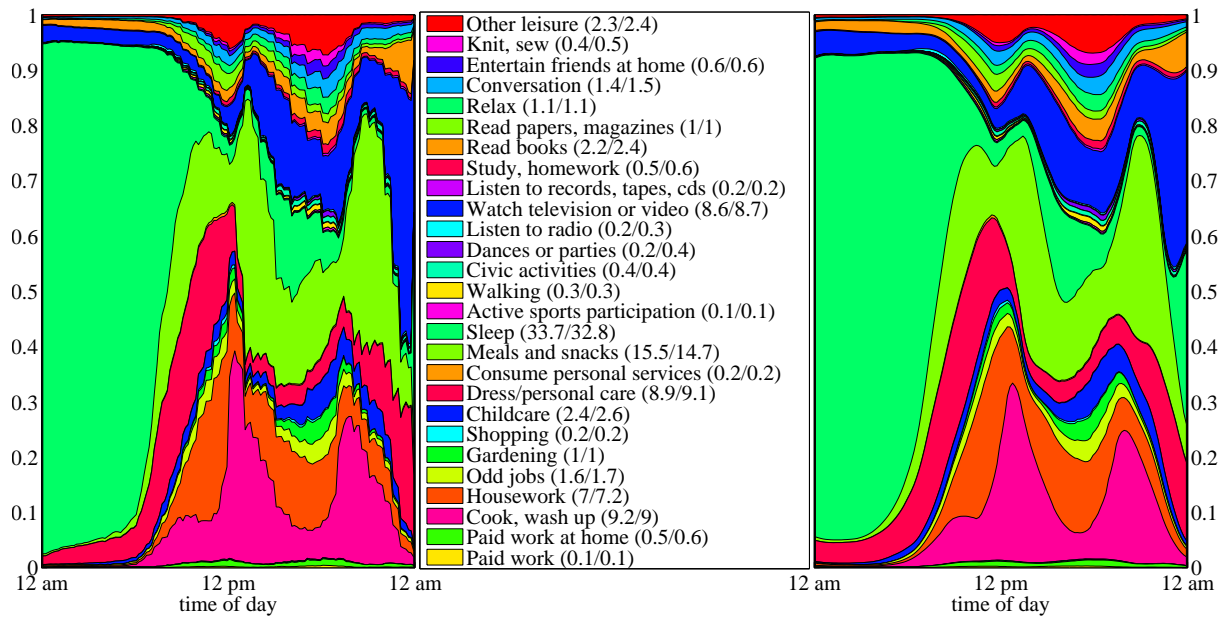 1
0.9
0.8
0.7
0.6
0.5
0.4
0.3
0.2
0.1
0
12 am
12 pm
12 am
time of day
Other leisure (2.3/2.4)
Knit, sew (0.4/0.5)
Entertain friends at home (0.6/0.6)
Conversation (1.4/1.5)
Relax (1.1/1.1)
Read papers, magazines (1/1)
Read books (2.2/2.4)
Study, homework (0.5/0.6)
Listen to records, tapes, cds (0.2/0.2)
Watch television or video (8.6/8.7)
Listen to radio (0.2/0.3)
Dances or parties (0.2/0.4)
Civic activities (0.4/0.4)
Walking (0.3/0.3)
Active sports participation (0.1/0.1)
Sleep (33.7/32.8)
Meals and snacks (15.5/14.7)
Consume personal services (0.2/0.2)
Dress/personal care (8.9/9.1)
Childcare (2.4/2.6)
Shopping (0.2/0.2)
Gardening (1/1)
Odd jobs (1.6/1.7)
Housework (7/7.2)
Cook, wash up (9.2/9)
Paid work at home (0.5/0.6)
Paid work (0.1/0.1)
1
0.9
0.8
0.7
0.6
0.5
0.4
0.3
0.2
0.1
0
12 am
12 pm
12 am
time of day